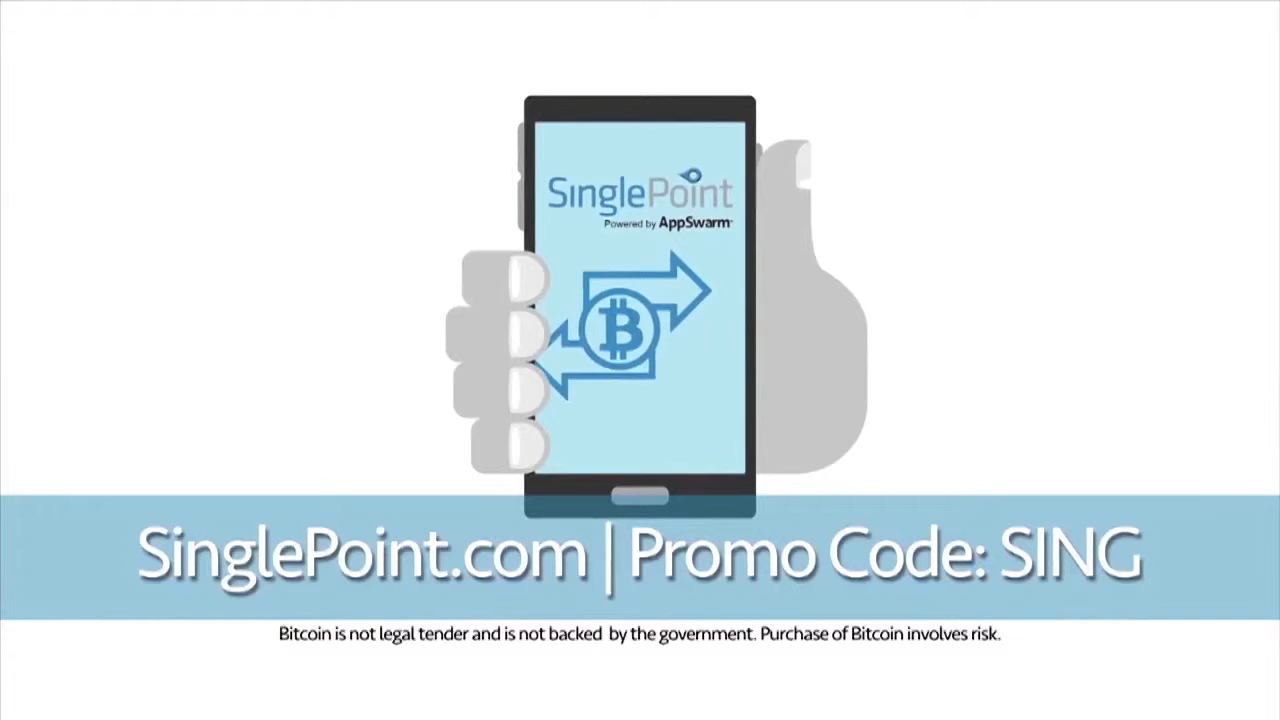 SinglePoint
Powered by AppSwarm™
SinglePoint.com | Promo Code: SING
Bitcoin is not legal tender and is not backed by the government. Purchase of Bitcoin involves risk.